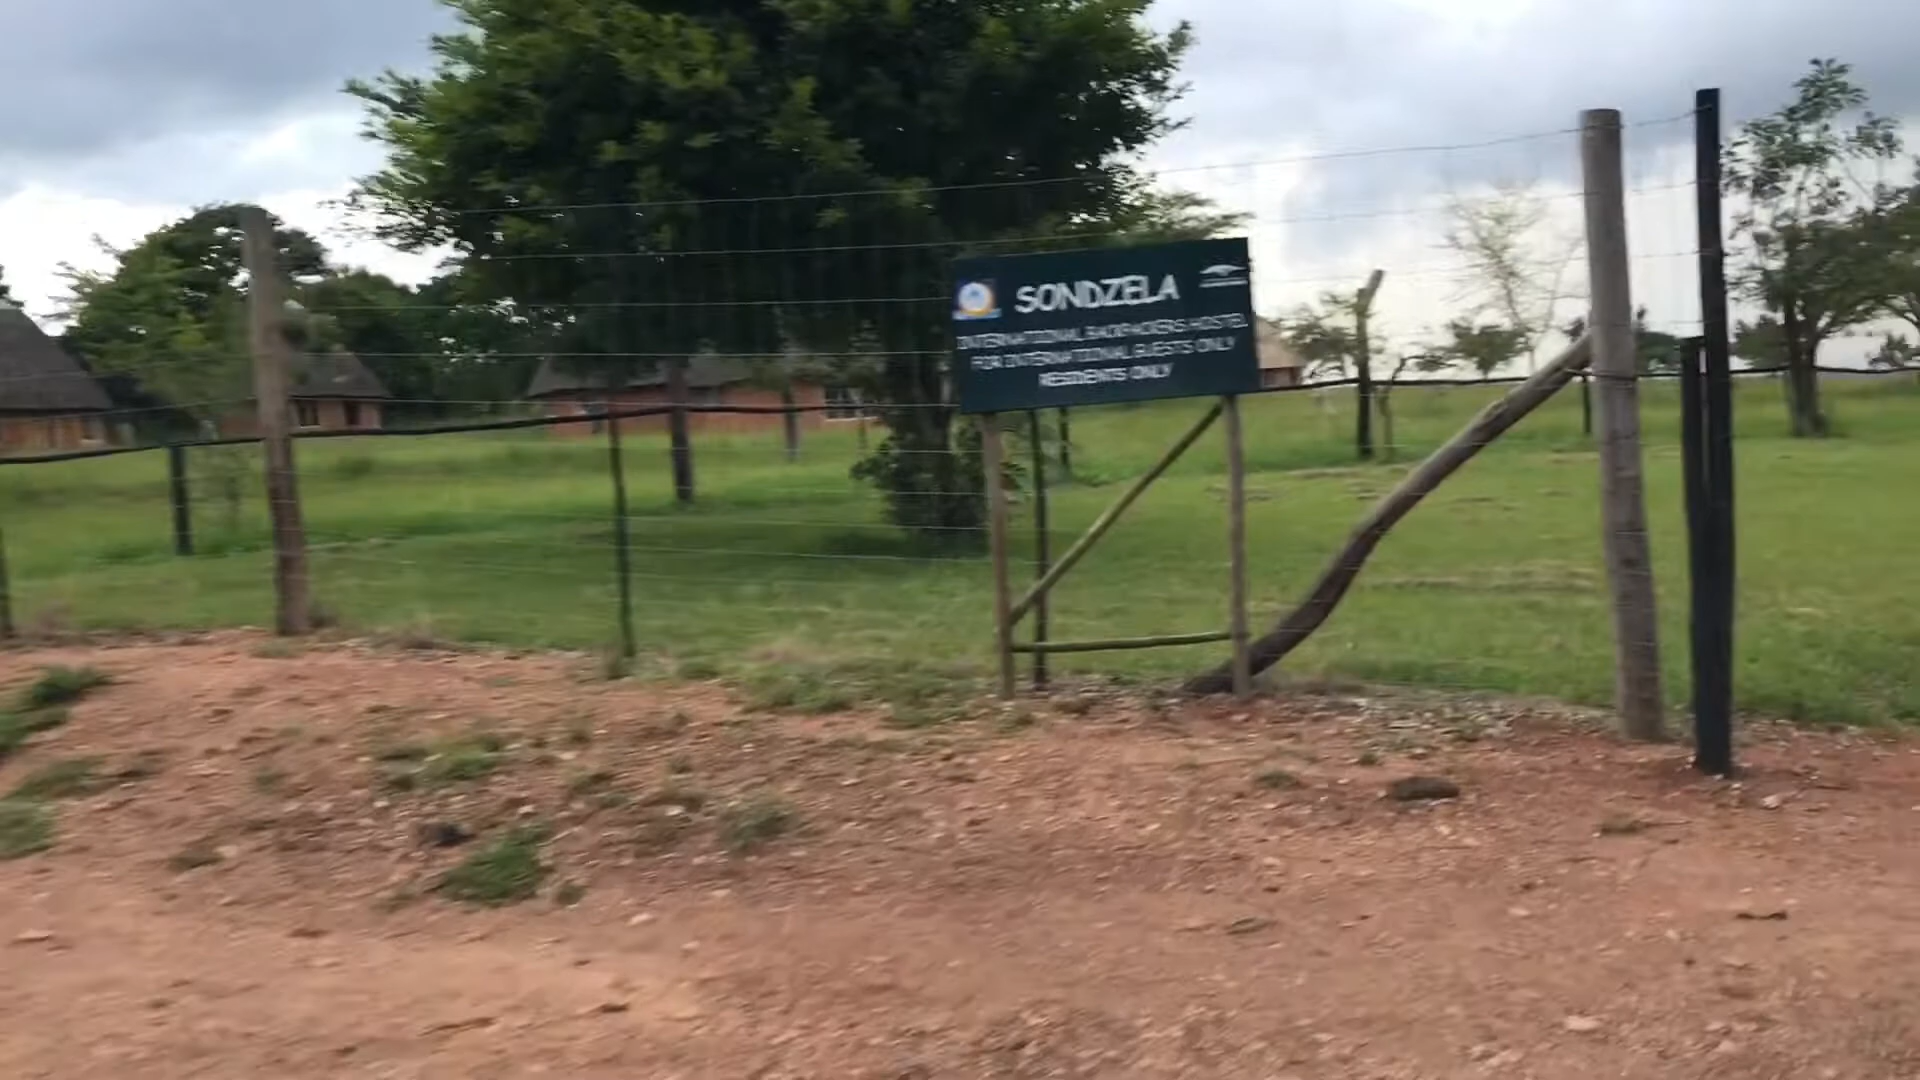 SONDZELA
INTERNATIONAL BACKPACKERS HOSTEL
FOR INTERNATIONAL GUESTS ONLY
RESIDENTS ONLY